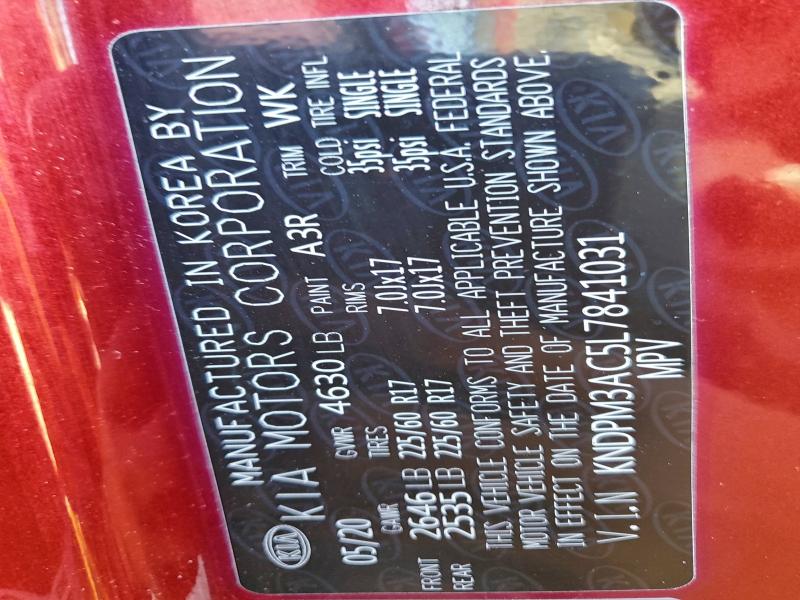 MANUFACTURED IN KOREA BY
KIA KIA MOTORS CORPORATION
05/20 GVWR 4630LB PAINT A3R TRIM WK
GAWR TIRES RIMS COLD TIRE INFL
FRONT 2646LB 225/60 R17 7.0Jx17 35psi SINGLE
REAR 2535LB 225/60 R17 7.0Jx17 35psi SINGLE
THIS VEHICLE CONFORMS TO ALL APPLICABLE U.S.A. FEDERAL
MOTOR VEHICLE SAFETY AND THEFT PREVENTION STANDARDS
IN EFFECT ON THE DATE OF MANUFACTURE SHOWN ABOVE.
V.I.N KNDPM3AC5L7841031
MPV